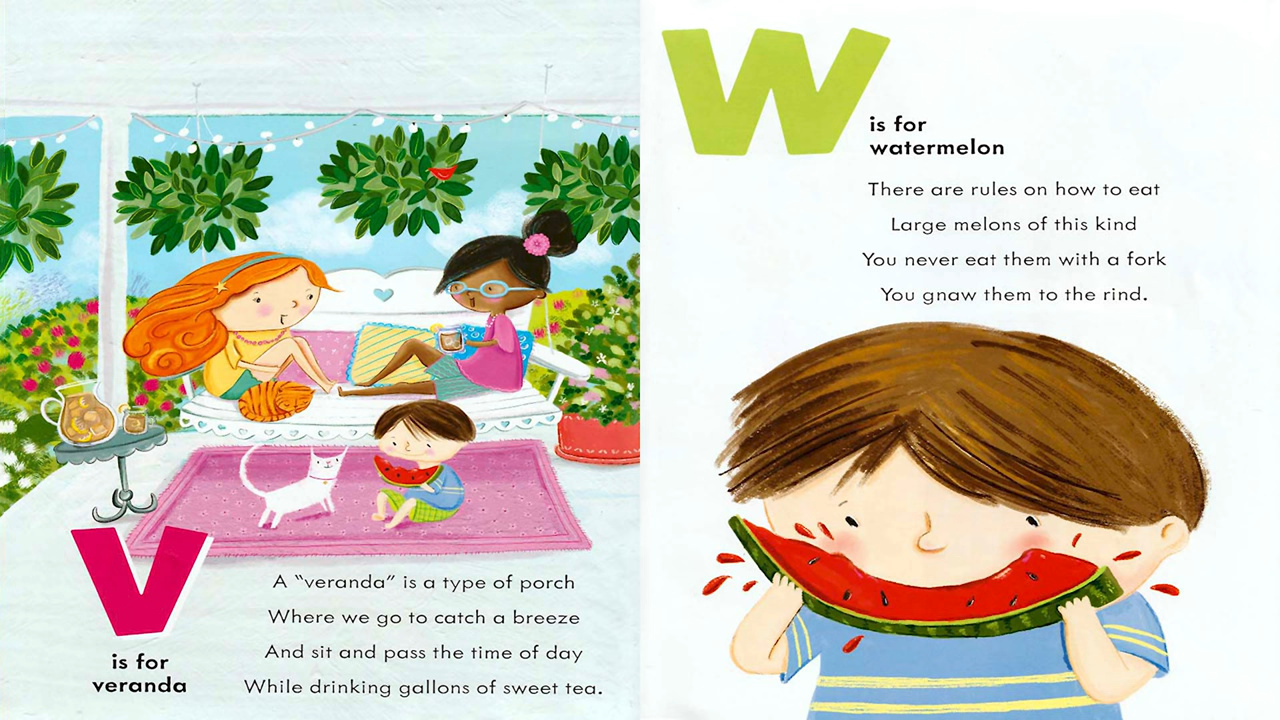 V
is for
veranda
A “veranda” is a type of porch
Where we go to catch a breeze
And sit and pass the time of day
While drinking gallons of sweet tea.
W
is for
watermelon
There are rules on how to eat
Large melons of this kind
You never eat them with a fork
You gnaw them to the rind.